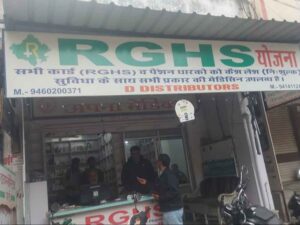 RGHS योजना
सभी कार्ड (RGHS) व पेंशन धारकों को कैश लेस (निःशुल्क)
सुविधा के साथ सभी प्रकार की मेडिसिन उपलब्ध है।
M.- 9460200371
D DISTRIBUTORS
RGHS